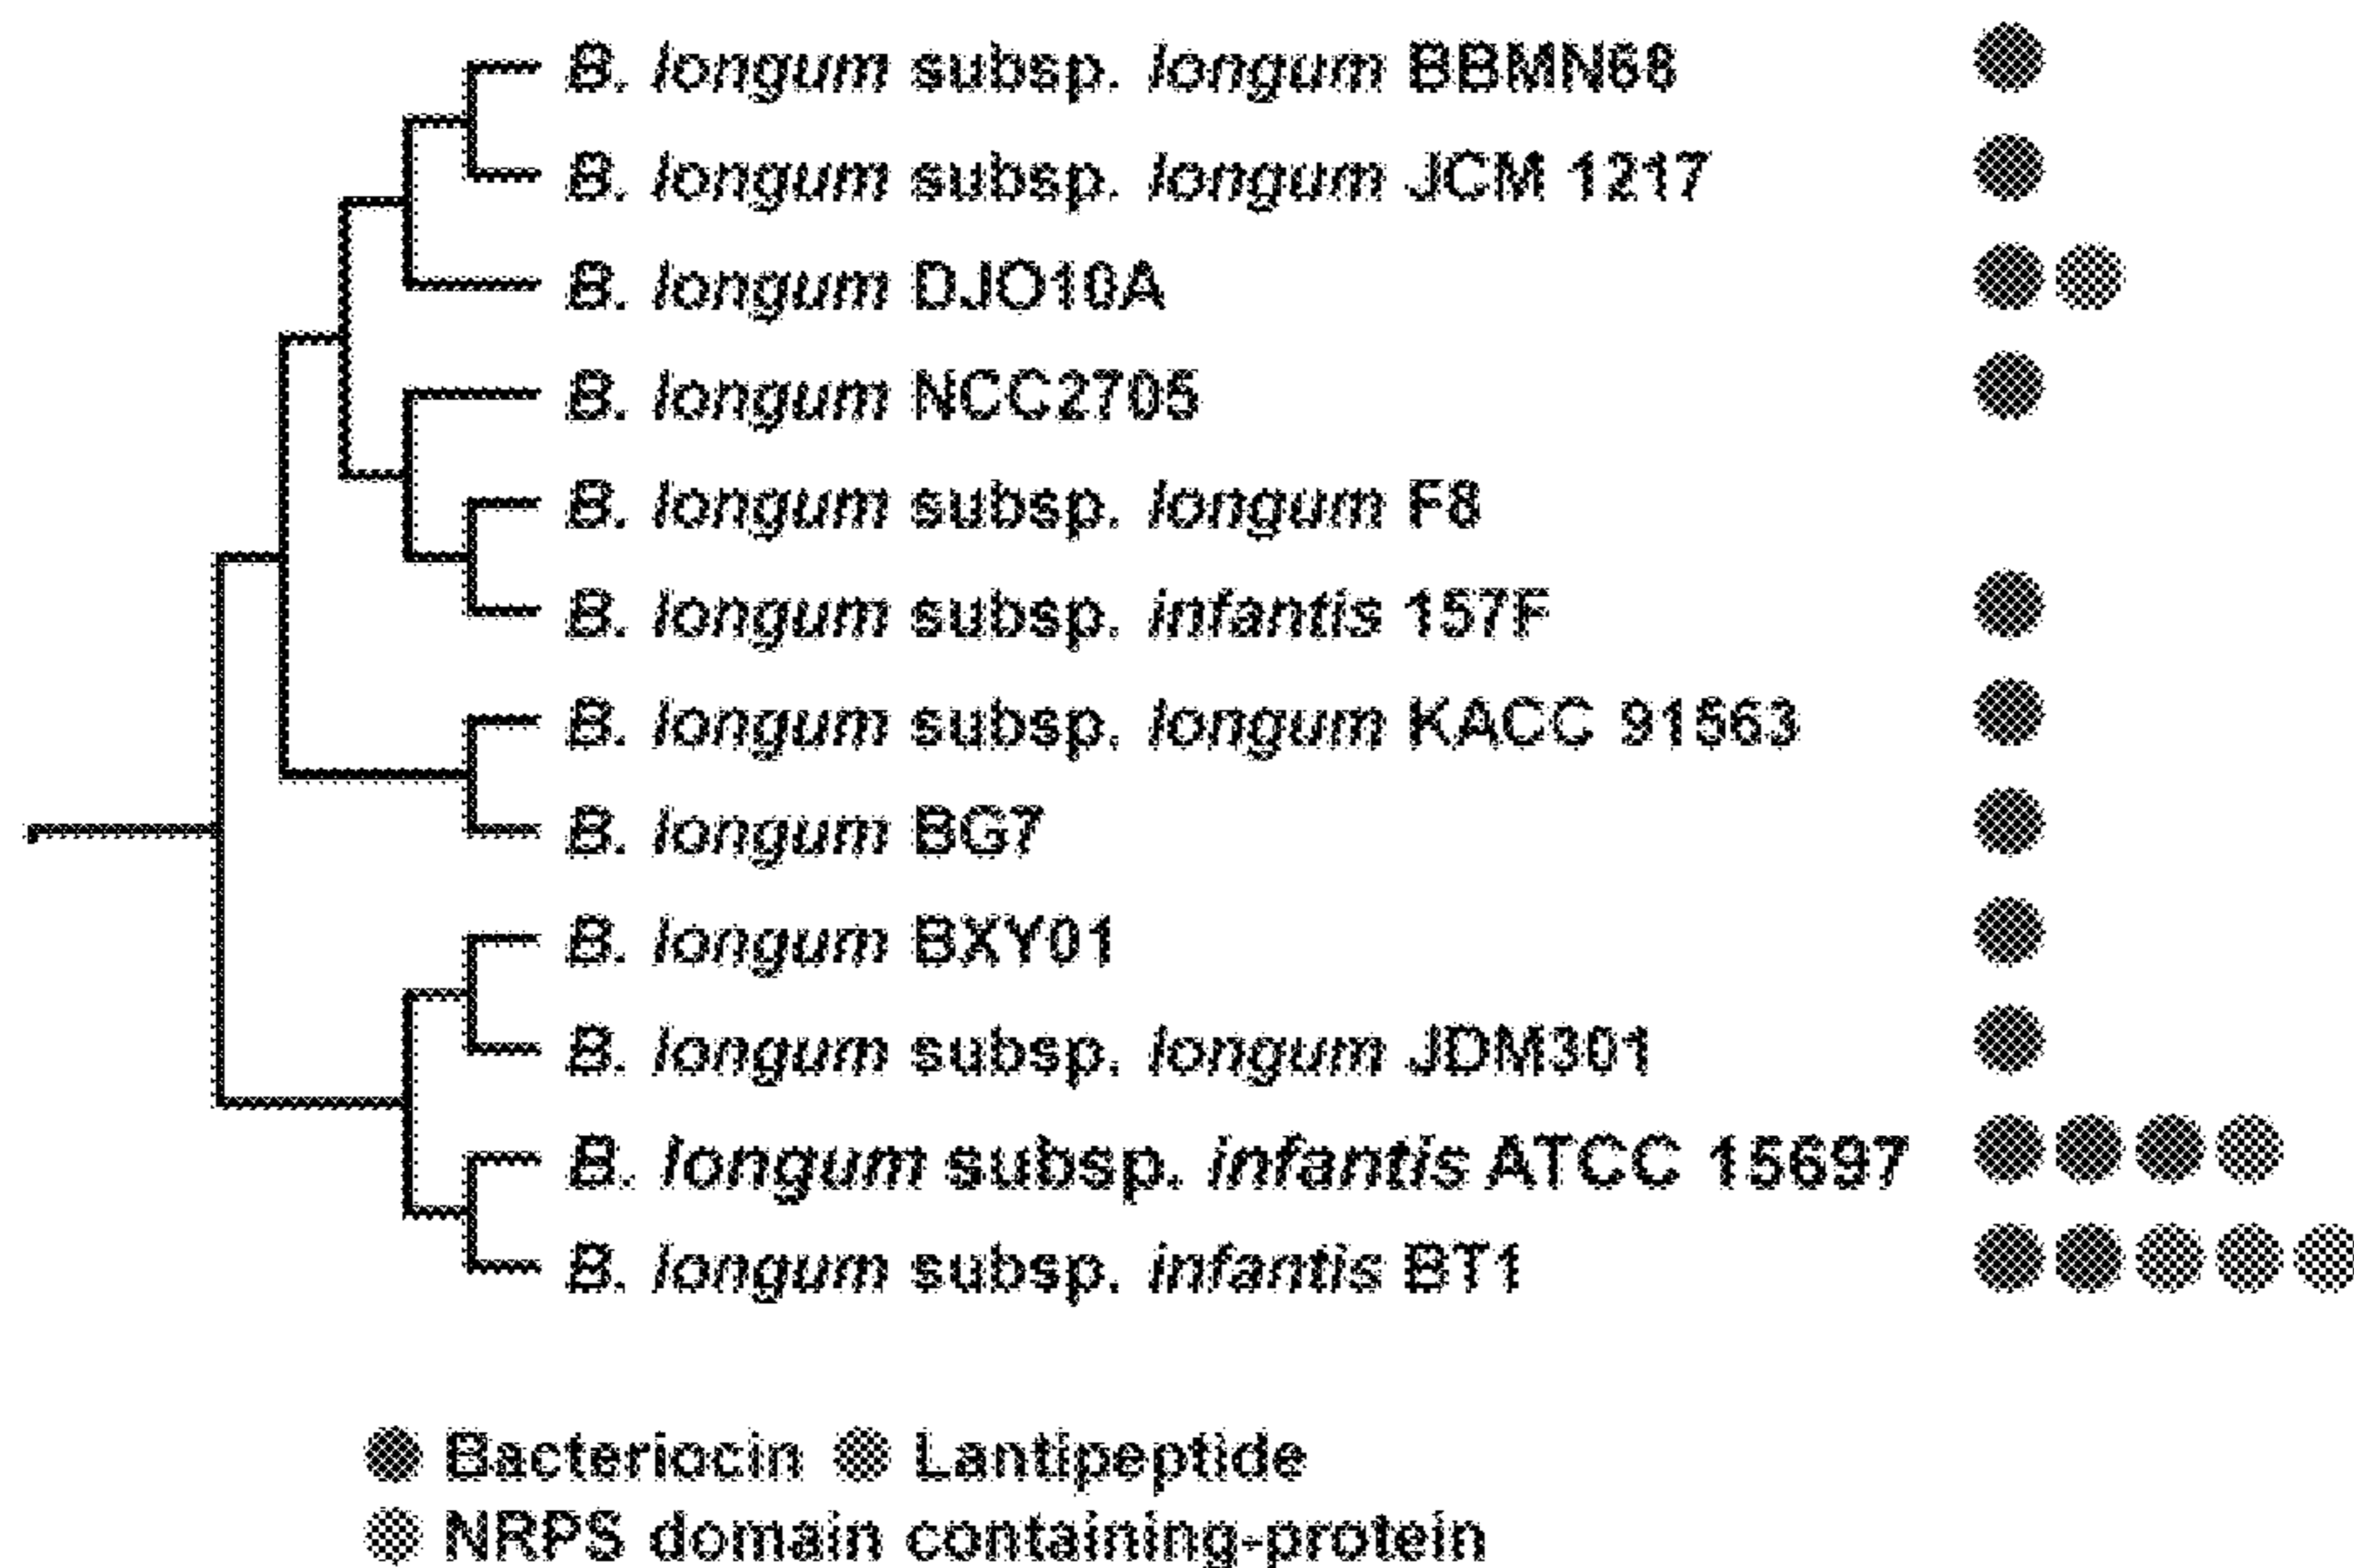 B. longum subsp. longum BBMN68
B. longum subsp. longum JCM 1217
B. longum DJO10A
B. longum NCC2705
B. longum subsp. longum F8
B. longum subsp. infantis 157F
B. longum subsp. longum KACC 91563
B. longum BG7
B. longum BXY01
B. longum subsp. longum JDM301
B. longum subsp. infantis ATCC 15697
B. longum subsp. infantis BT1
Bacteriocin Lantipeptide
NRPS domain containing-protein